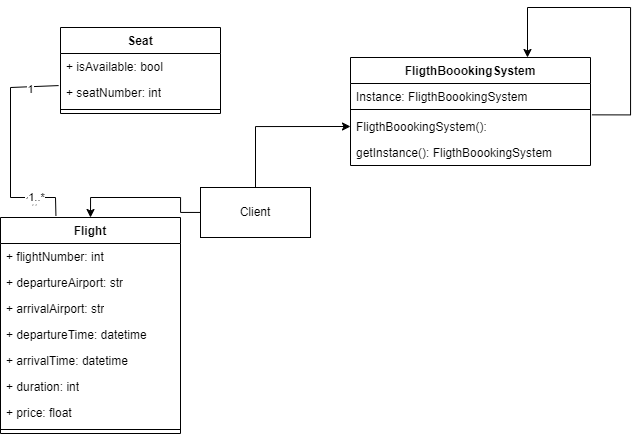 Seat
+ isAvailable: bool
+ seatNumber: int
1
1..*
FligthBoookingSystem
Instance: FligthBoookingSystem
FligthBoookingSystem():
getInstance(): FligthBoookingSystem
Client
Flight
+ flightNumber: int
+ departureAirport: str
+ arrivalAirport: str
+ departureTime: datetime
+ arrivalTime: datetime
+ duration: int
+ price: float